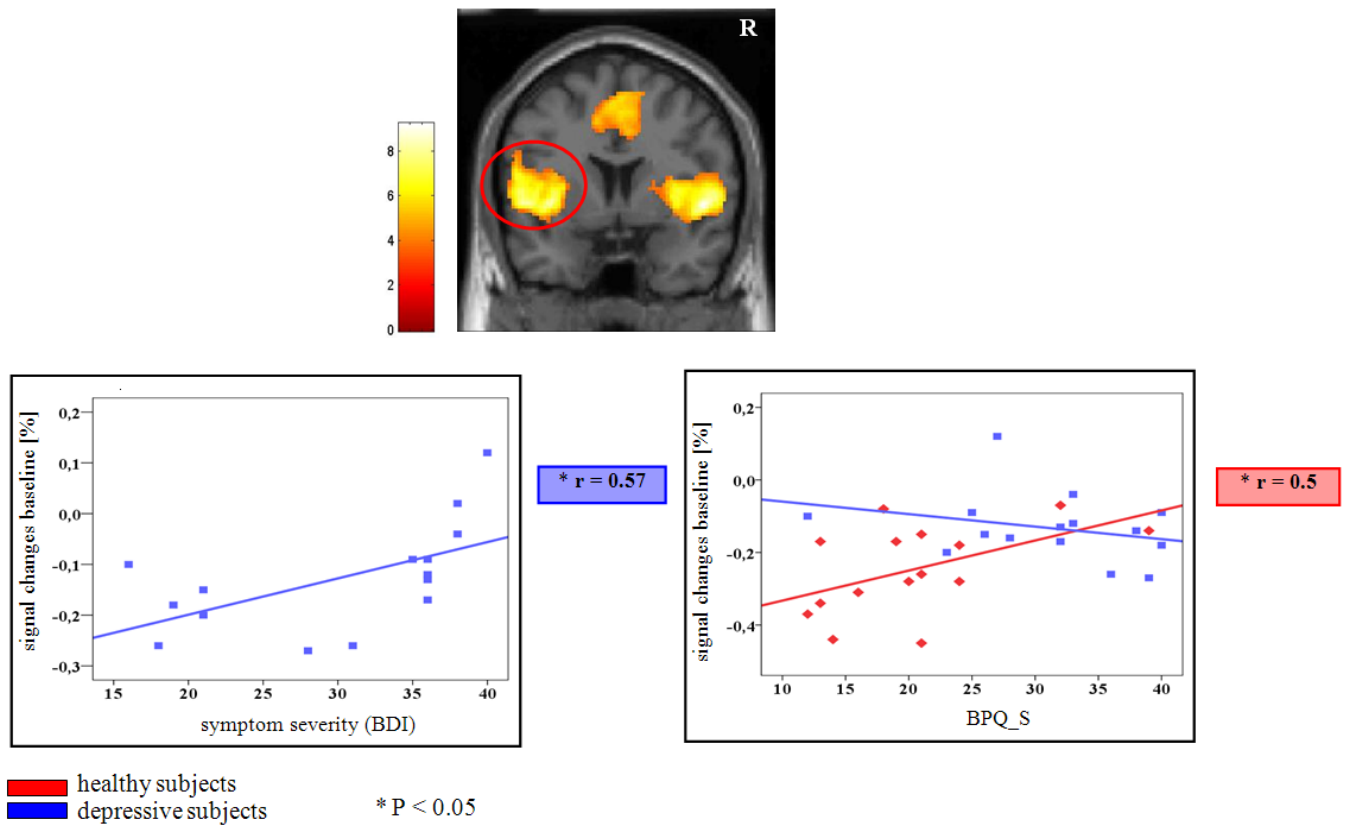 R
8
6
4
2
0
signal changes baseline [%]
0,2
0,1
0,0
-0,1
-0,2
-0,3
15 20 25 30 35 40
symptom severity (BDI)
* r = 0.57
signal changes baseline [%]
0,2
0,0
-0,2
-0,4
10 15 20 25 30 35 40
BPQ_S
* r = 0.5
healthy subjects
depressive subjects * P < 0.05